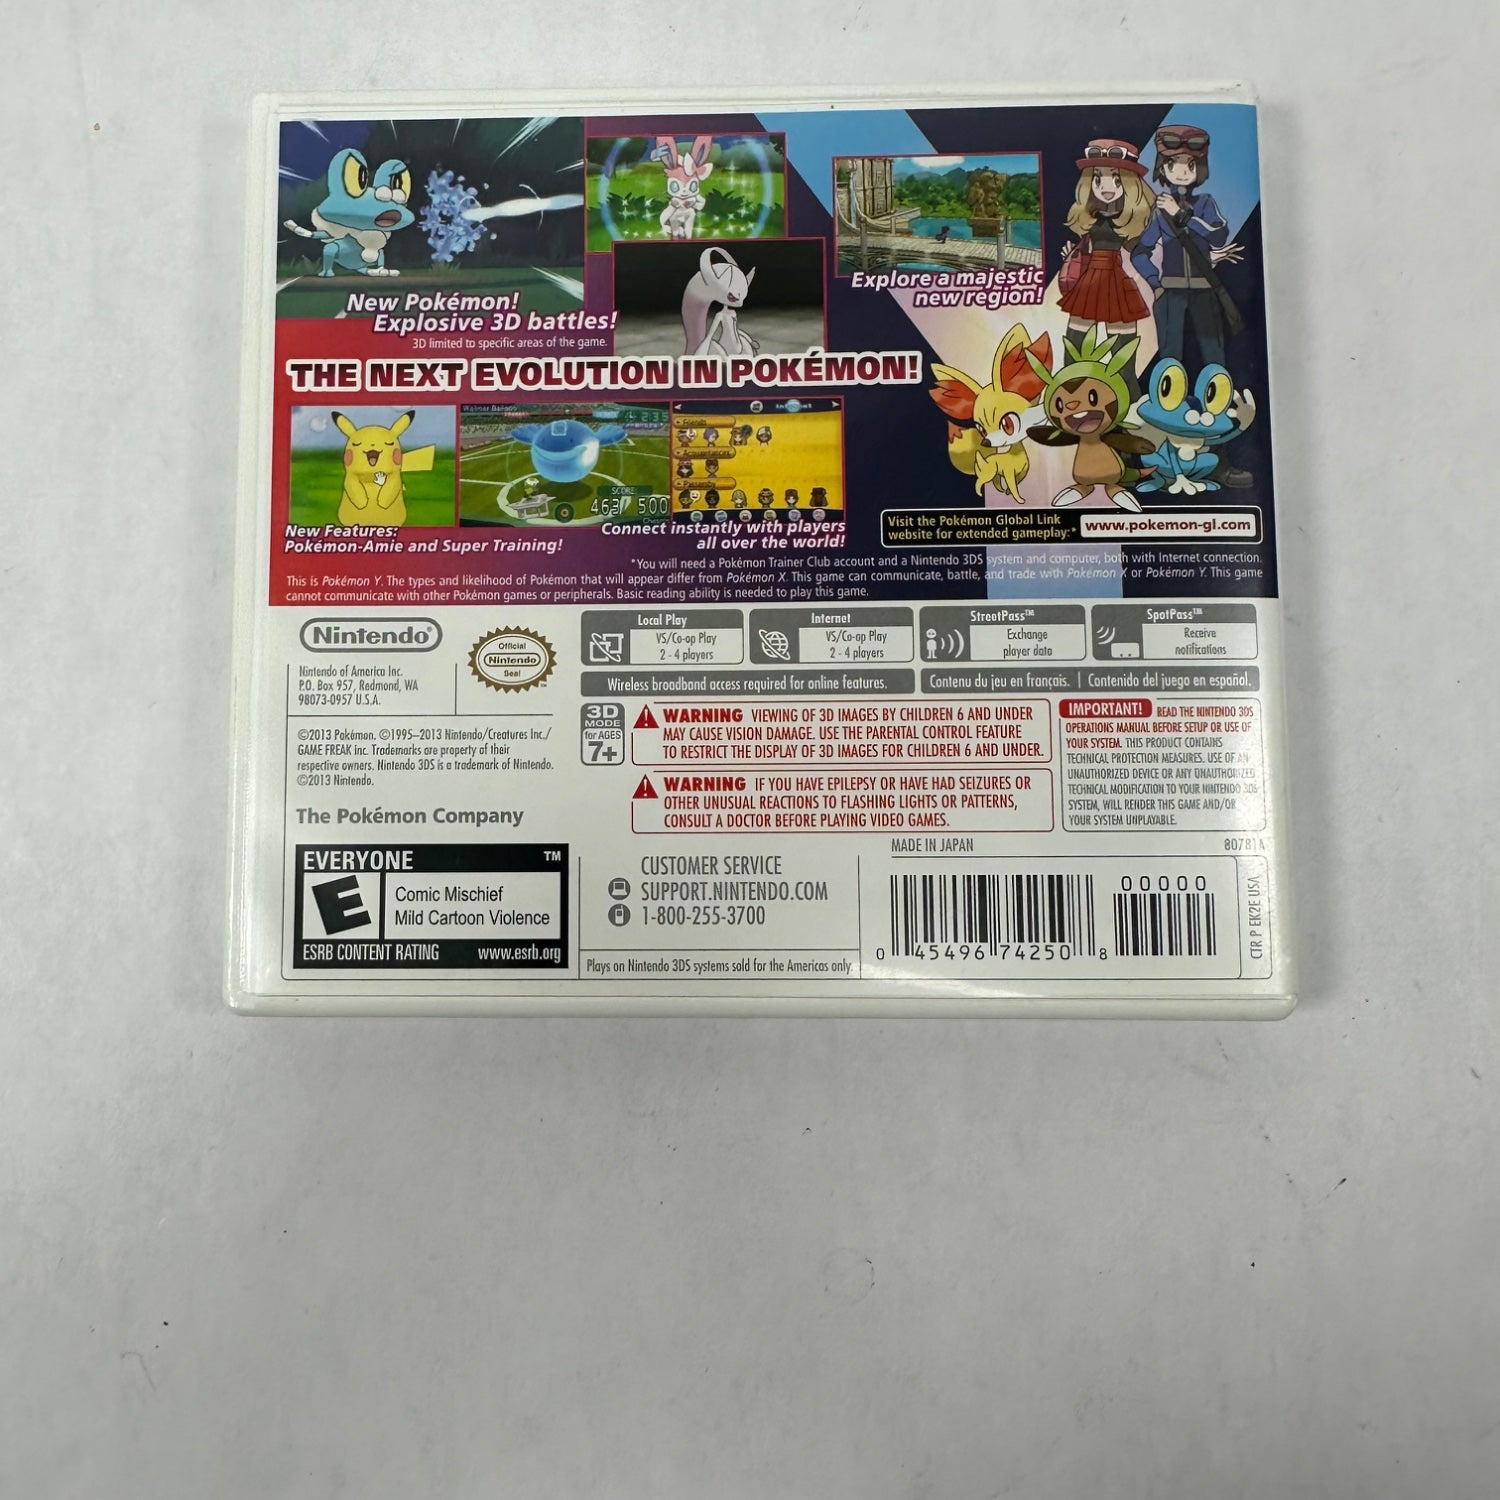 New Pokémon!
Explosive 3D battles!
3D limited to specific areas of the game.
Explore a majestic
new region!
THE NEXT EVOLUTION IN POKÉMON!
2:35
SCORE
463 500
Friends
Acquaintances
Passersby
New Features:
Pokémon-Amie and Super Training!
Connect instantly with players
all over the world!
Visit the Pokémon Global Link
website for extended gameplay:*
www.pokemon-gl.com
*You will need a Pokémon Trainer Club account and a Nintendo 3DS system and computer, both with Internet connection.
This is Pokémon Y. The types and likelihood of Pokémon that will appear differ from Pokémon X. This game can communicate, battle, and trade with Pokémon X or Pokémon Y. This game
cannot communicate with other Pokémon games or peripherals. Basic reading ability is needed to play this game.
Nintendo®
Nintendo of America Inc.
P.O. Box 957, Redmond, WA
98073-0957 U.S.A.
Official
Nintendo
Seal
TM
Local Play
VS/Co-op Play
2 - 4 players
Internet
VS/Co-op Play
2 - 4 players
StreetPass™
Exchange
player data
SpotPass™
Receive
notifications
Wireless broadband access required for online features.
Contenu du jeu en français.
Contenido del juego en español.
©2013 Pokémon. ©1995–2013 Nintendo/Creatures Inc./
GAME FREAK inc. Trademarks are property of their
respective owners. Nintendo 3DS is a trademark of Nintendo.
©2013 Nintendo.
The Pokémon Company
3D
MODE
for AGES
7+
WARNING VIEWING OF 3D IMAGES BY CHILDREN 6 AND UNDER
MAY CAUSE VISION DAMAGE. USE THE PARENTAL CONTROL FEATURE
TO RESTRICT THE DISPLAY OF 3D IMAGES FOR CHILDREN 6 AND UNDER.
WARNING IF YOU HAVE EPILEPSY OR HAVE HAD SEIZURES OR
OTHER UNUSUAL REACTIONS TO FLASHING LIGHTS OR PATTERNS,
CONSULT A DOCTOR BEFORE PLAYING VIDEO GAMES.
IMPORTANT! READ THE NINTENDO 3DS
OPERATIONS MANUAL BEFORE SETUP OR USE OF
YOUR SYSTEM. THIS PRODUCT CONTAINS
TECHNICAL PROTECTION MEASURES. USE OF AN
UNAUTHORIZED DEVICE OR ANY UNAUTHORIZED
TECHNICAL MODIFICATION TO YOUR NINTENDO 3DS
SYSTEM, WILL RENDER THIS GAME AND/OR
YOUR SYSTEM UNPLAYABLE.
EVERYONE TM
E
Comic Mischief
Mild Cartoon Violence
ESRB CONTENT RATING www.esrb.org
CUSTOMER SERVICE
SUPPORT.NINTENDO.COM
1-800-255-3700
Plays on Nintendo 3DS systems sold for the Americas only.
MADE IN JAPAN
80781A
00000
0 45496 74250 8
CTR P EK2E USA